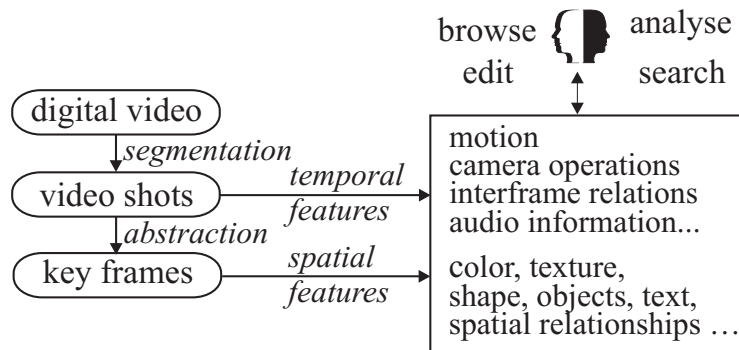 browse
analyse
edit
search
digital video
segmentation
video shots
temporal
features
abstraction
key frames
spatial
features
motion
camera operations
interframe relations
audio information...
color, texture,
shape, objects, text,
spatial relationships ...